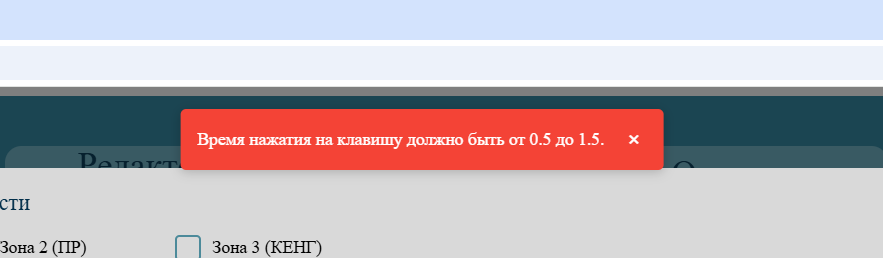 Время нажатия на клавишу должно быть от 0.5 до 1.5. ×
сти
Зона 2 (ПР) Зона 3 (КЕНГ)